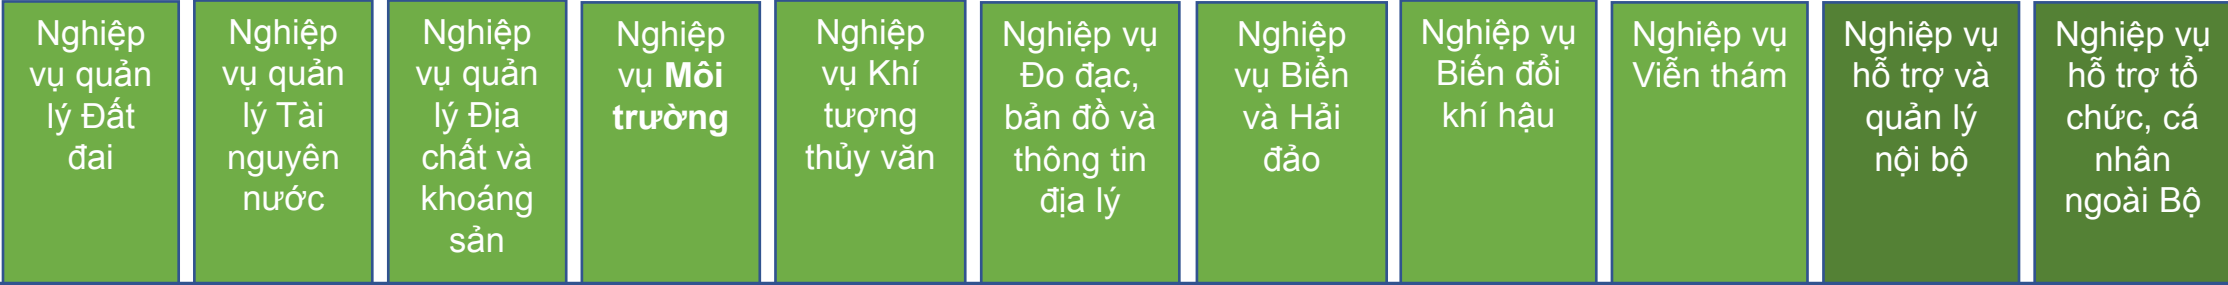 Nghiệp
vụ quản
lý Đất
đai
Nghiệp
vụ quản
lý Tài
nguyên
nước
Nghiệp
vụ quản
lý Địa
chất và
khoáng
sản
Nghiệp
vụ Môi
trường
Nghiệp
vụ Khí
tượng
thủy văn
Nghiệp vụ
Đo đạc,
bản đồ và
thông tin
địa lý
Nghiệp
vụ Biển
và Hải
đảo
Nghiệp vụ
Biến đổi
khí hậu
Nghiệp vụ
Viễn thám
Nghiệp vụ
hỗ trợ và
quản lý
nội bộ
Nghiệp vụ
hỗ trợ tổ
chức, cá
nhân
ngoài Bộ